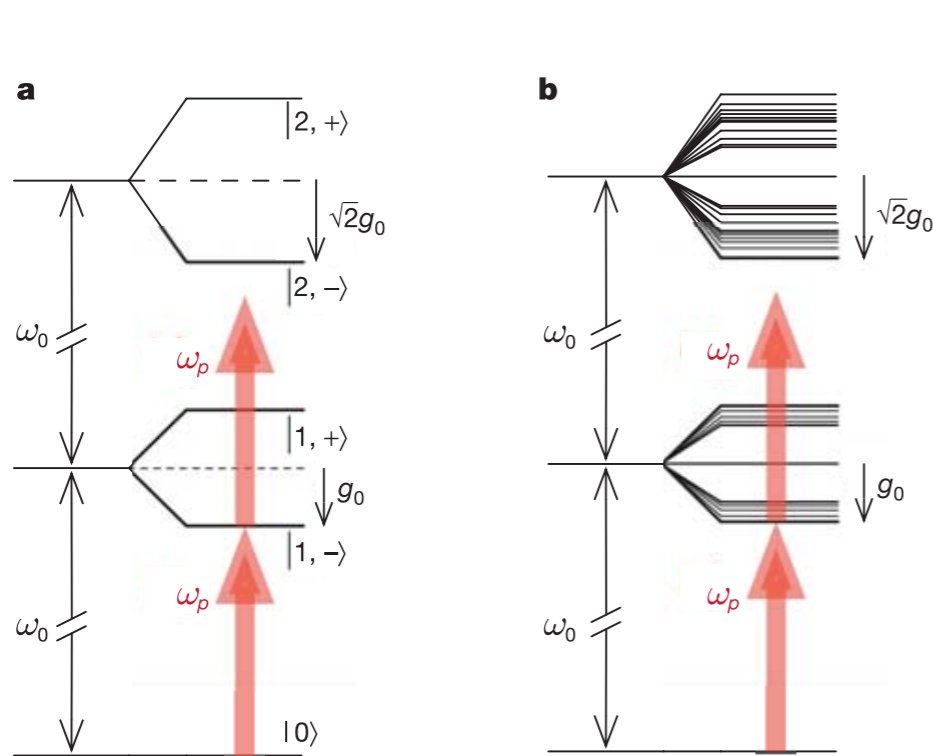 a
|2, +⟩
√2g₀
|2, −⟩
ω₀
ωₚ
|1, +⟩
g₀
|1, −⟩
ωₚ
ω₀
|0⟩
b
√2g₀
ω₀
ωₚ
g₀
ωₚ
ω₀